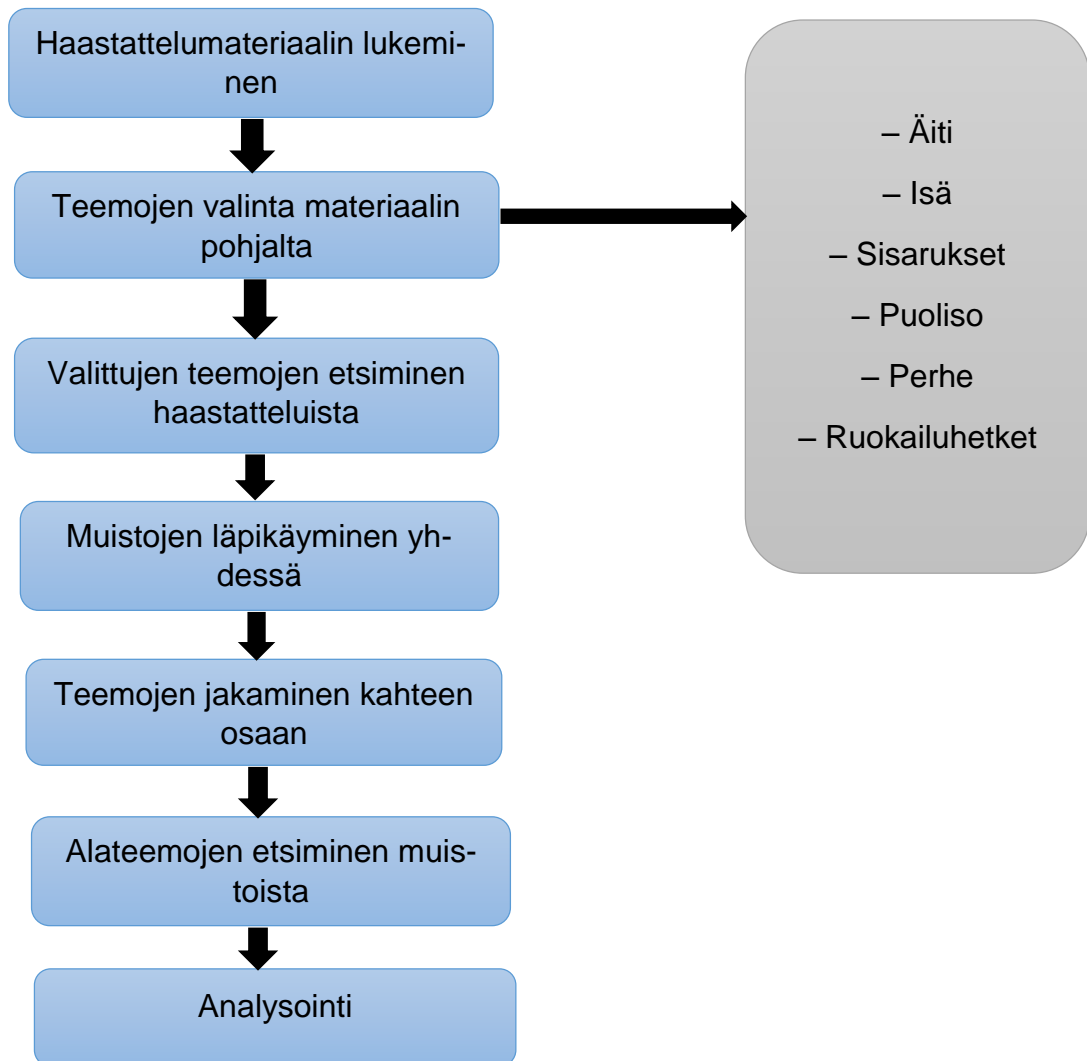 Haastattelumateriaalin lukemi-
nen
Teemojen valinta materiaalin
pohjalta
Valittujen teemojen etsiminen
haastatteluista
Muistojen läpikäyminen yh-
dessä
Teemojen jakaminen kahteen
osaan
Alateemojen etsiminen muis-
toista
Analysointi
– Äiti
– Isä
– Sisarukset
– Puoliso
– Perhe
– Ruokailuhetket